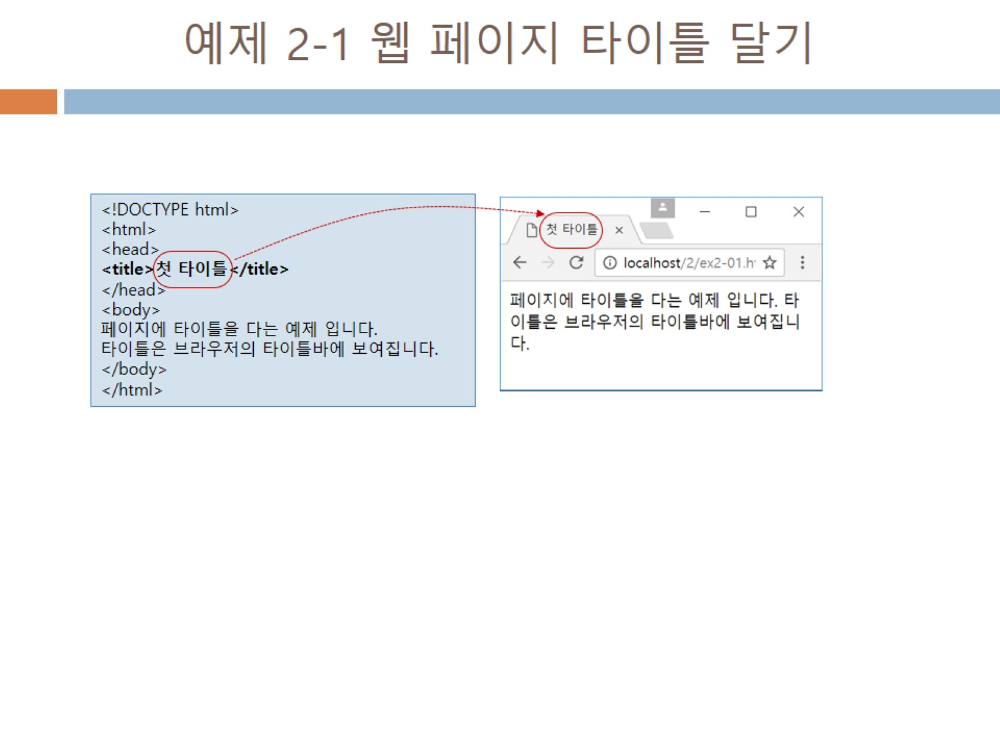 예제 2-1 웹 페이지 타이틀 달기
<!DOCTYPE html>
<html>
<head>
<title>첫 타이틀</title>
</head>
<body>
페이지에 타이틀을 다는 예제 입니다.
타이틀은 브라우저의 타이틀바에 보여집니다.
</body>
</html>
첫 타이틀
localhost/2/ex2-01.h
페이지에 타이틀을 다는 예제 입니다. 타
이틀은 브라우저의 타이틀바에 보여집니
다.